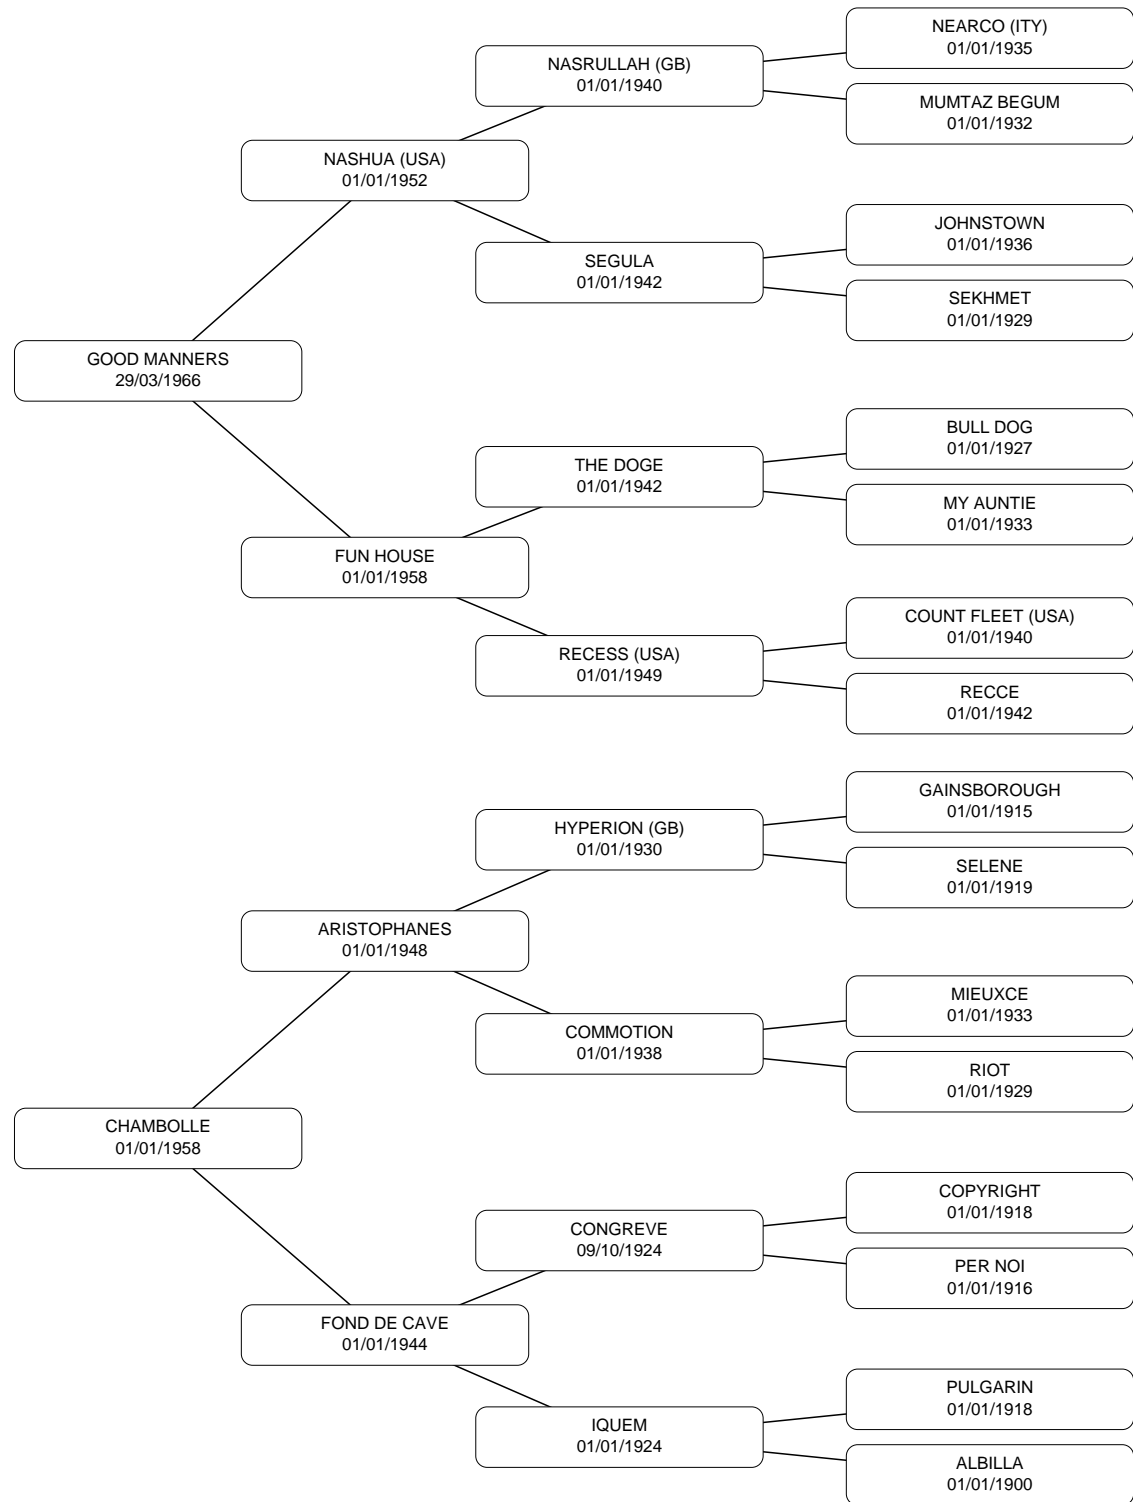 NEARCO (ITY)
01/01/1935
NASRULLAH (GB)
01/01/1940
MUMTAZ BEGUM
01/01/1932
NASHUA (USA)
01/01/1952
JOHNSTOWN
01/01/1936
SEGULA
01/01/1942
SEKHMET
01/01/1929
GOOD MANNERS
29/03/1966
BULL DOG
01/01/1927
THE DOGE
01/01/1942
MY AUNTIE
01/01/1933
FUN HOUSE
01/01/1958
COUNT FLEET (USA)
01/01/1940
RECESS (USA)
01/01/1949
RECCE
01/01/1942
GAINSBOROUGH
01/01/1915
HYPERION (GB)
01/01/1930
SELENE
01/01/1919
ARISTOPHANES
01/01/1948
MIEUXCE
01/01/1933
COMMOTION
01/01/1938
RIOT
01/01/1929
CHAMBOLLE
01/01/1958
COPYRIGHT
01/01/1918
CONGREVE
09/10/1924
PER NOI
01/01/1916
FOND DE CAVE
01/01/1944
PULGARIN
01/01/1918
IQUEM
01/01/1924
ALBILLA
01/01/1900